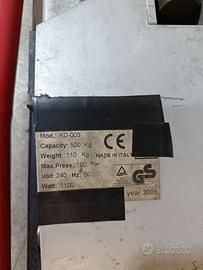 Mod.: KD-003
Capacity: 500 Kg
Weight: 110 Kg
MADE IN ITALY
Max.Press: 180 Bar
Volt: 240 Hz: 50
Watt: 1100
CE
GS
year 2006
subito